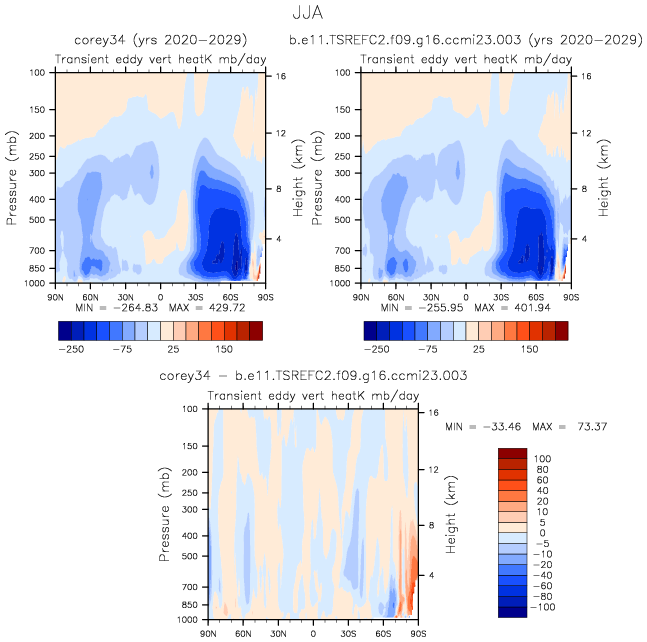 JJA
corey34 (yrs 2020-2029)
Transient eddy vert heatK mb/day
Pressure (mb)
100
150
200
250
300
400
500
700
850
1000
16
12
8
4
Height (km)
90N 60N 30N 0 30S 60S 90S
MIN = -264.83 MAX = 429.72
-250 -75 0 25 150
b.e11.TSREFC2.f09.g16.ccmi23.003 (yrs 2020-2029)
Transient eddy vert heatK mb/day
Pressure (mb)
100
150
200
250
300
400
500
700
850
1000
16
12
8
4
Height (km)
90N 60N 30N 0 30S 60S 90S
MIN = -255.95 MAX = 401.94
-250 -75 0 25 150
corey34 - b.e11.TSREFC2.f09.g16.ccmi23.003
Transient eddy vert heatK mb/day
Pressure (mb)
100
150
200
250
300
400
500
700
850
1000
16
12
8
4
Height (km)
90N 60N 30N 0 30S 60S 90S
MIN = -33.46 MAX = 73.37
100
80
60
40
20
10
5
0
-5
-10
-20
-40
-60
-80
-100